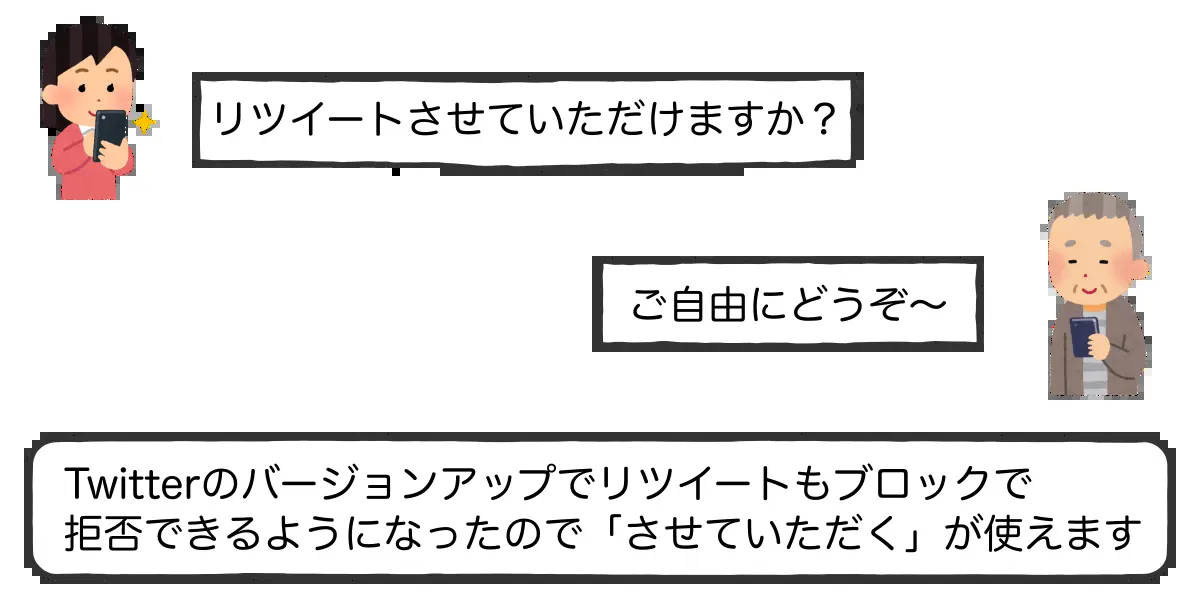 リツイートさせていただけますか？
ご自由にどうぞ〜
Twitterのバージョンアップでリツイートもブロックで
拒否できるようになったので「させていただく」が使えます